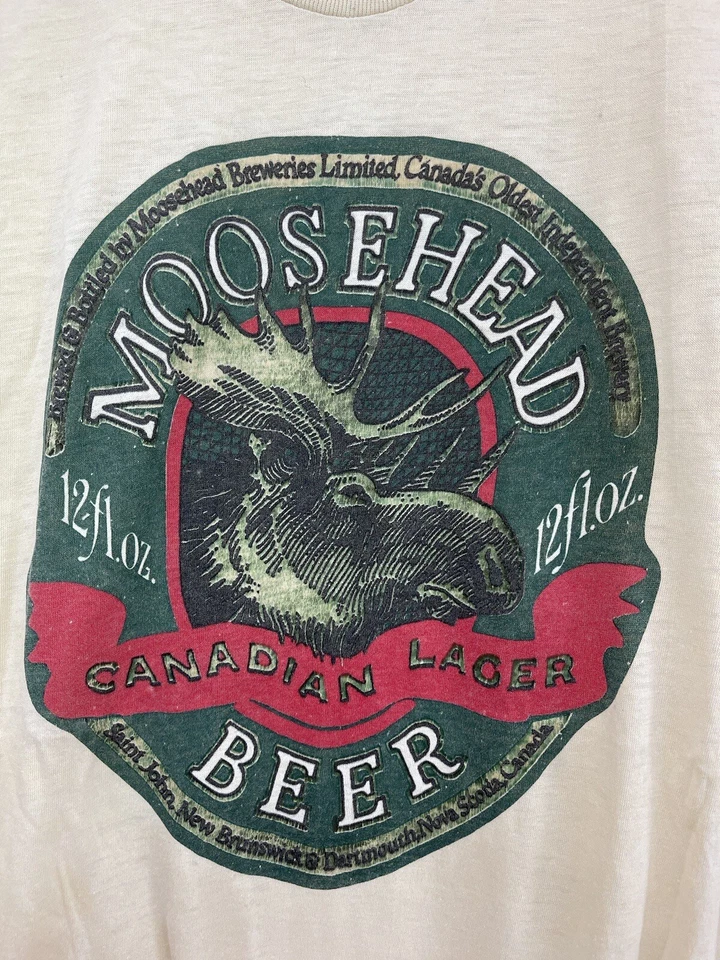 Brewed & Bottled by Moosehead Breweries Limited, Canada's Oldest Independent Brewery
MOOSEHEAD
12 fl. oz.
12 fl. oz.
CANADIAN LAGER
BEER
Saint John, New Brunswick & Dartmouth, Nova Scotia, Canada